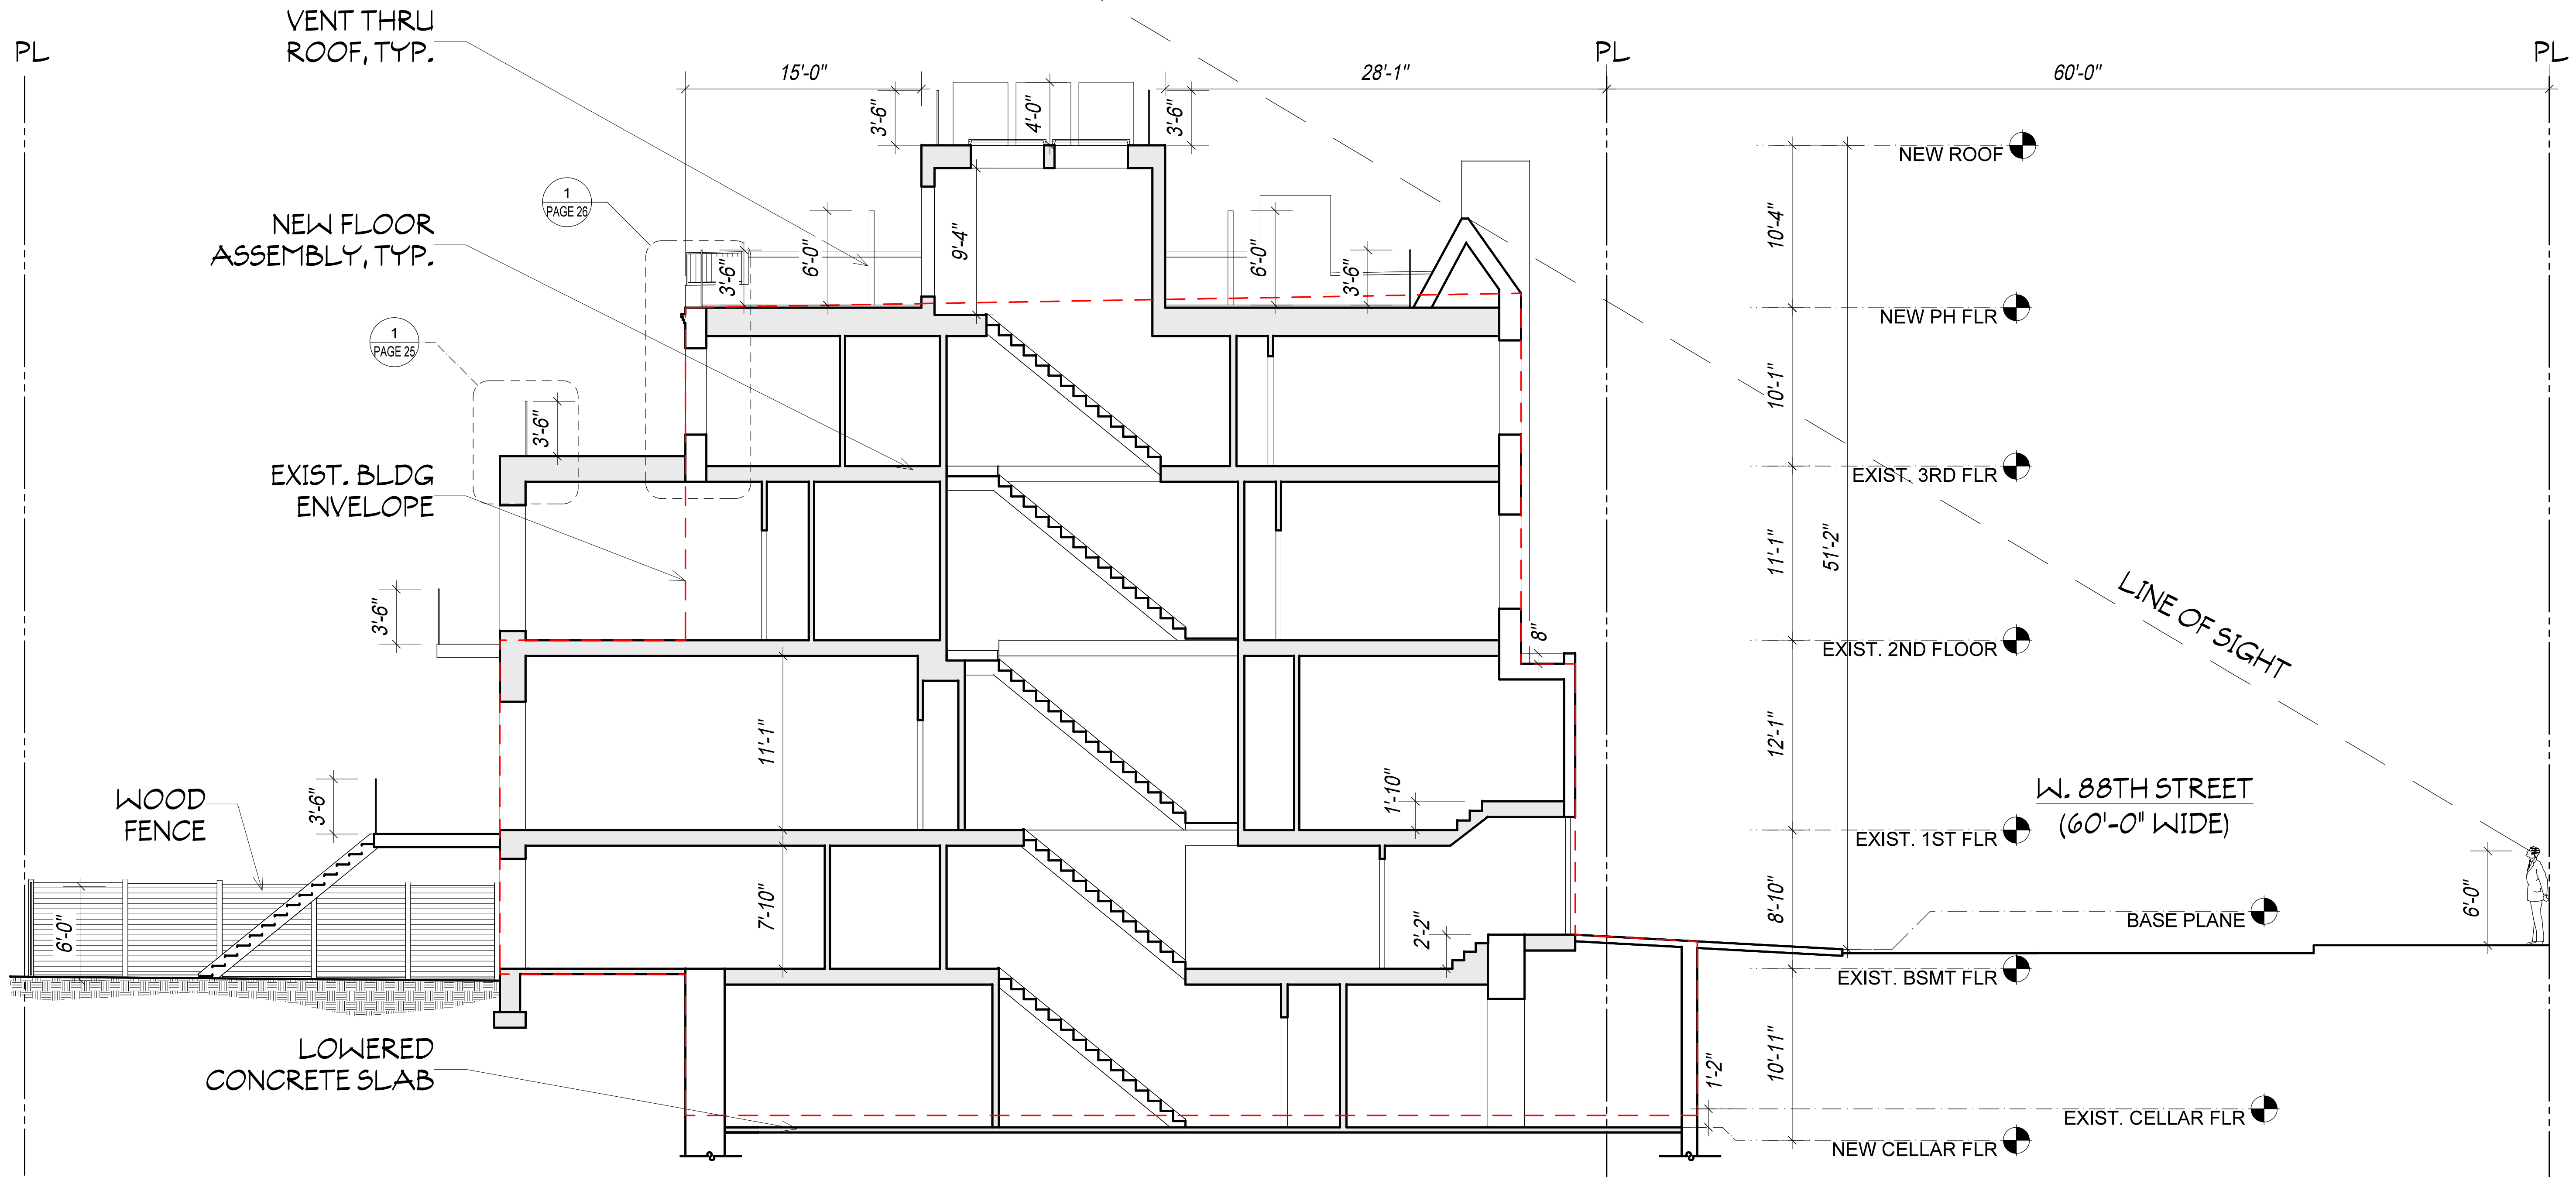 VENT THRU
ROOF, TYP.
PL
PL
PL
15'-0"
28'-1"
60'-0"
3'-6"
4'-0"
3'-6"
NEW ROOF
1
PAGE 26
NEW FLOOR
ASSEMBLY, TYP.
3'-6"
6'-0"
9'-4"
6'-0"
3'-6"
10'-4"
NEW PH FLR
1
PAGE 25
10'-1"
3'-6"
EXIST. BLDG
ENVELOPE
EXIST. 3RD FLR
11'-1"
51'-2"
LINE OF SIGHT
3'-6"
8"
EXIST. 2ND FLOOR
11'-1"
12'-1"
WOOD
FENCE
3'-6"
1'-10"
W. 88TH STREET
(60'-0" WIDE)
EXIST. 1ST FLR
6'-0"
7'-10"
2'-2"
8'-10"
BASE PLANE
6'-0"
EXIST. BSMT FLR
LOWERED
CONCRETE SLAB
1'-2"
10'-11"
EXIST. CELLAR FLR
NEW CELLAR FLR